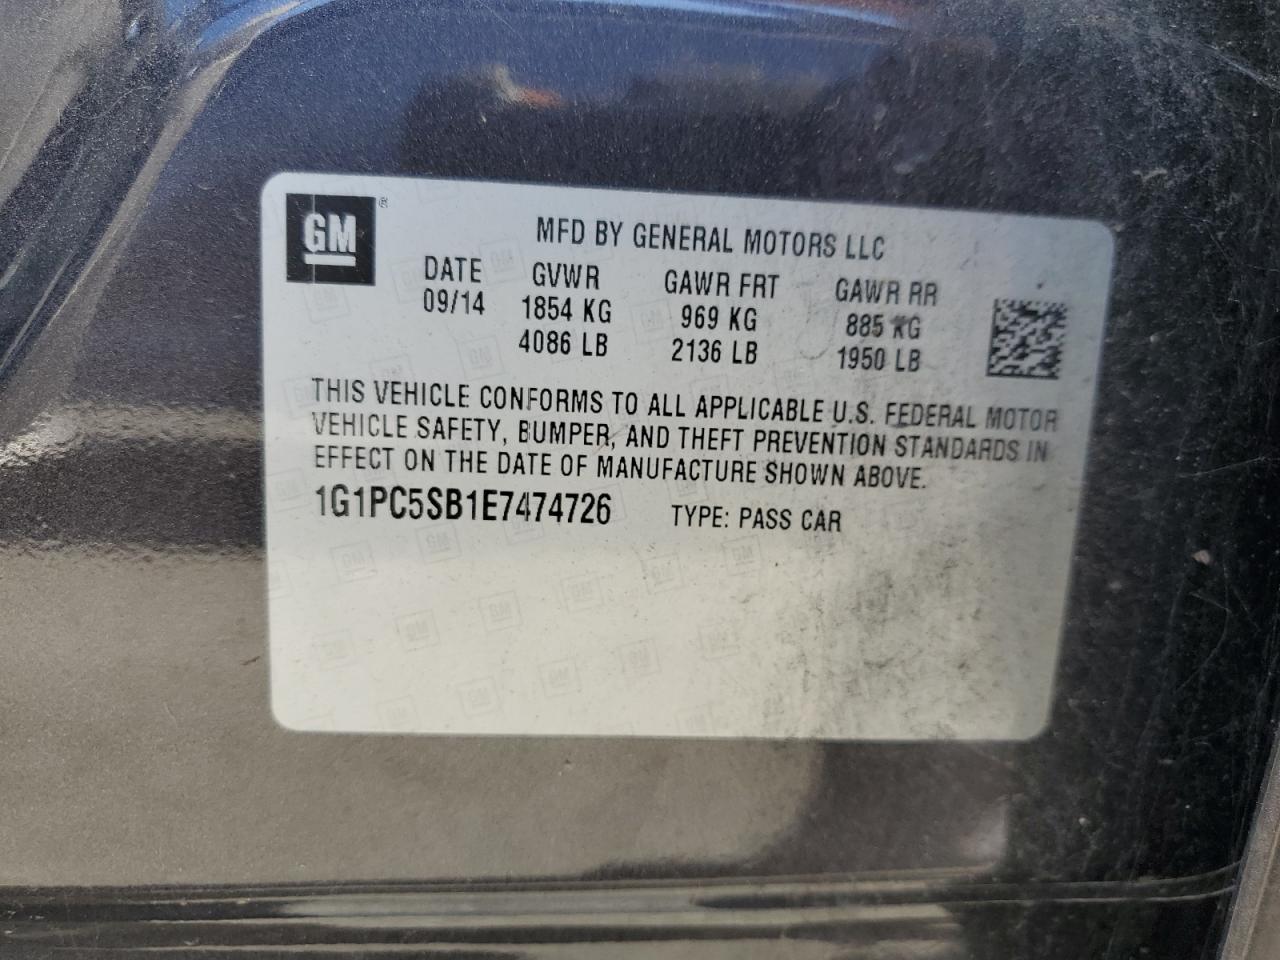 GM ®
MFD BY GENERAL MOTORS LLC
DATE GVWR GAWR FRT GAWR RR
09/14 1854 KG 969 KG 885 KG
4086 LB 2136 LB 1950 LB
THIS VEHICLE CONFORMS TO ALL APPLICABLE U.S. FEDERAL MOTOR
VEHICLE SAFETY, BUMPER, AND THEFT PREVENTION STANDARDS IN
EFFECT ON THE DATE OF MANUFACTURE SHOWN ABOVE.
1G1PC5SB1E7474726 TYPE: PASS CAR